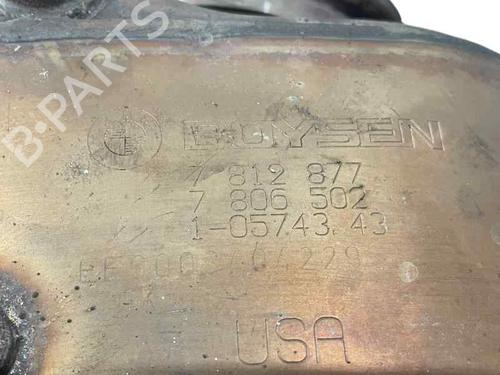 B-PARTS
BOYSEN
7 812 877
7 806 502
1-05743.43
USA